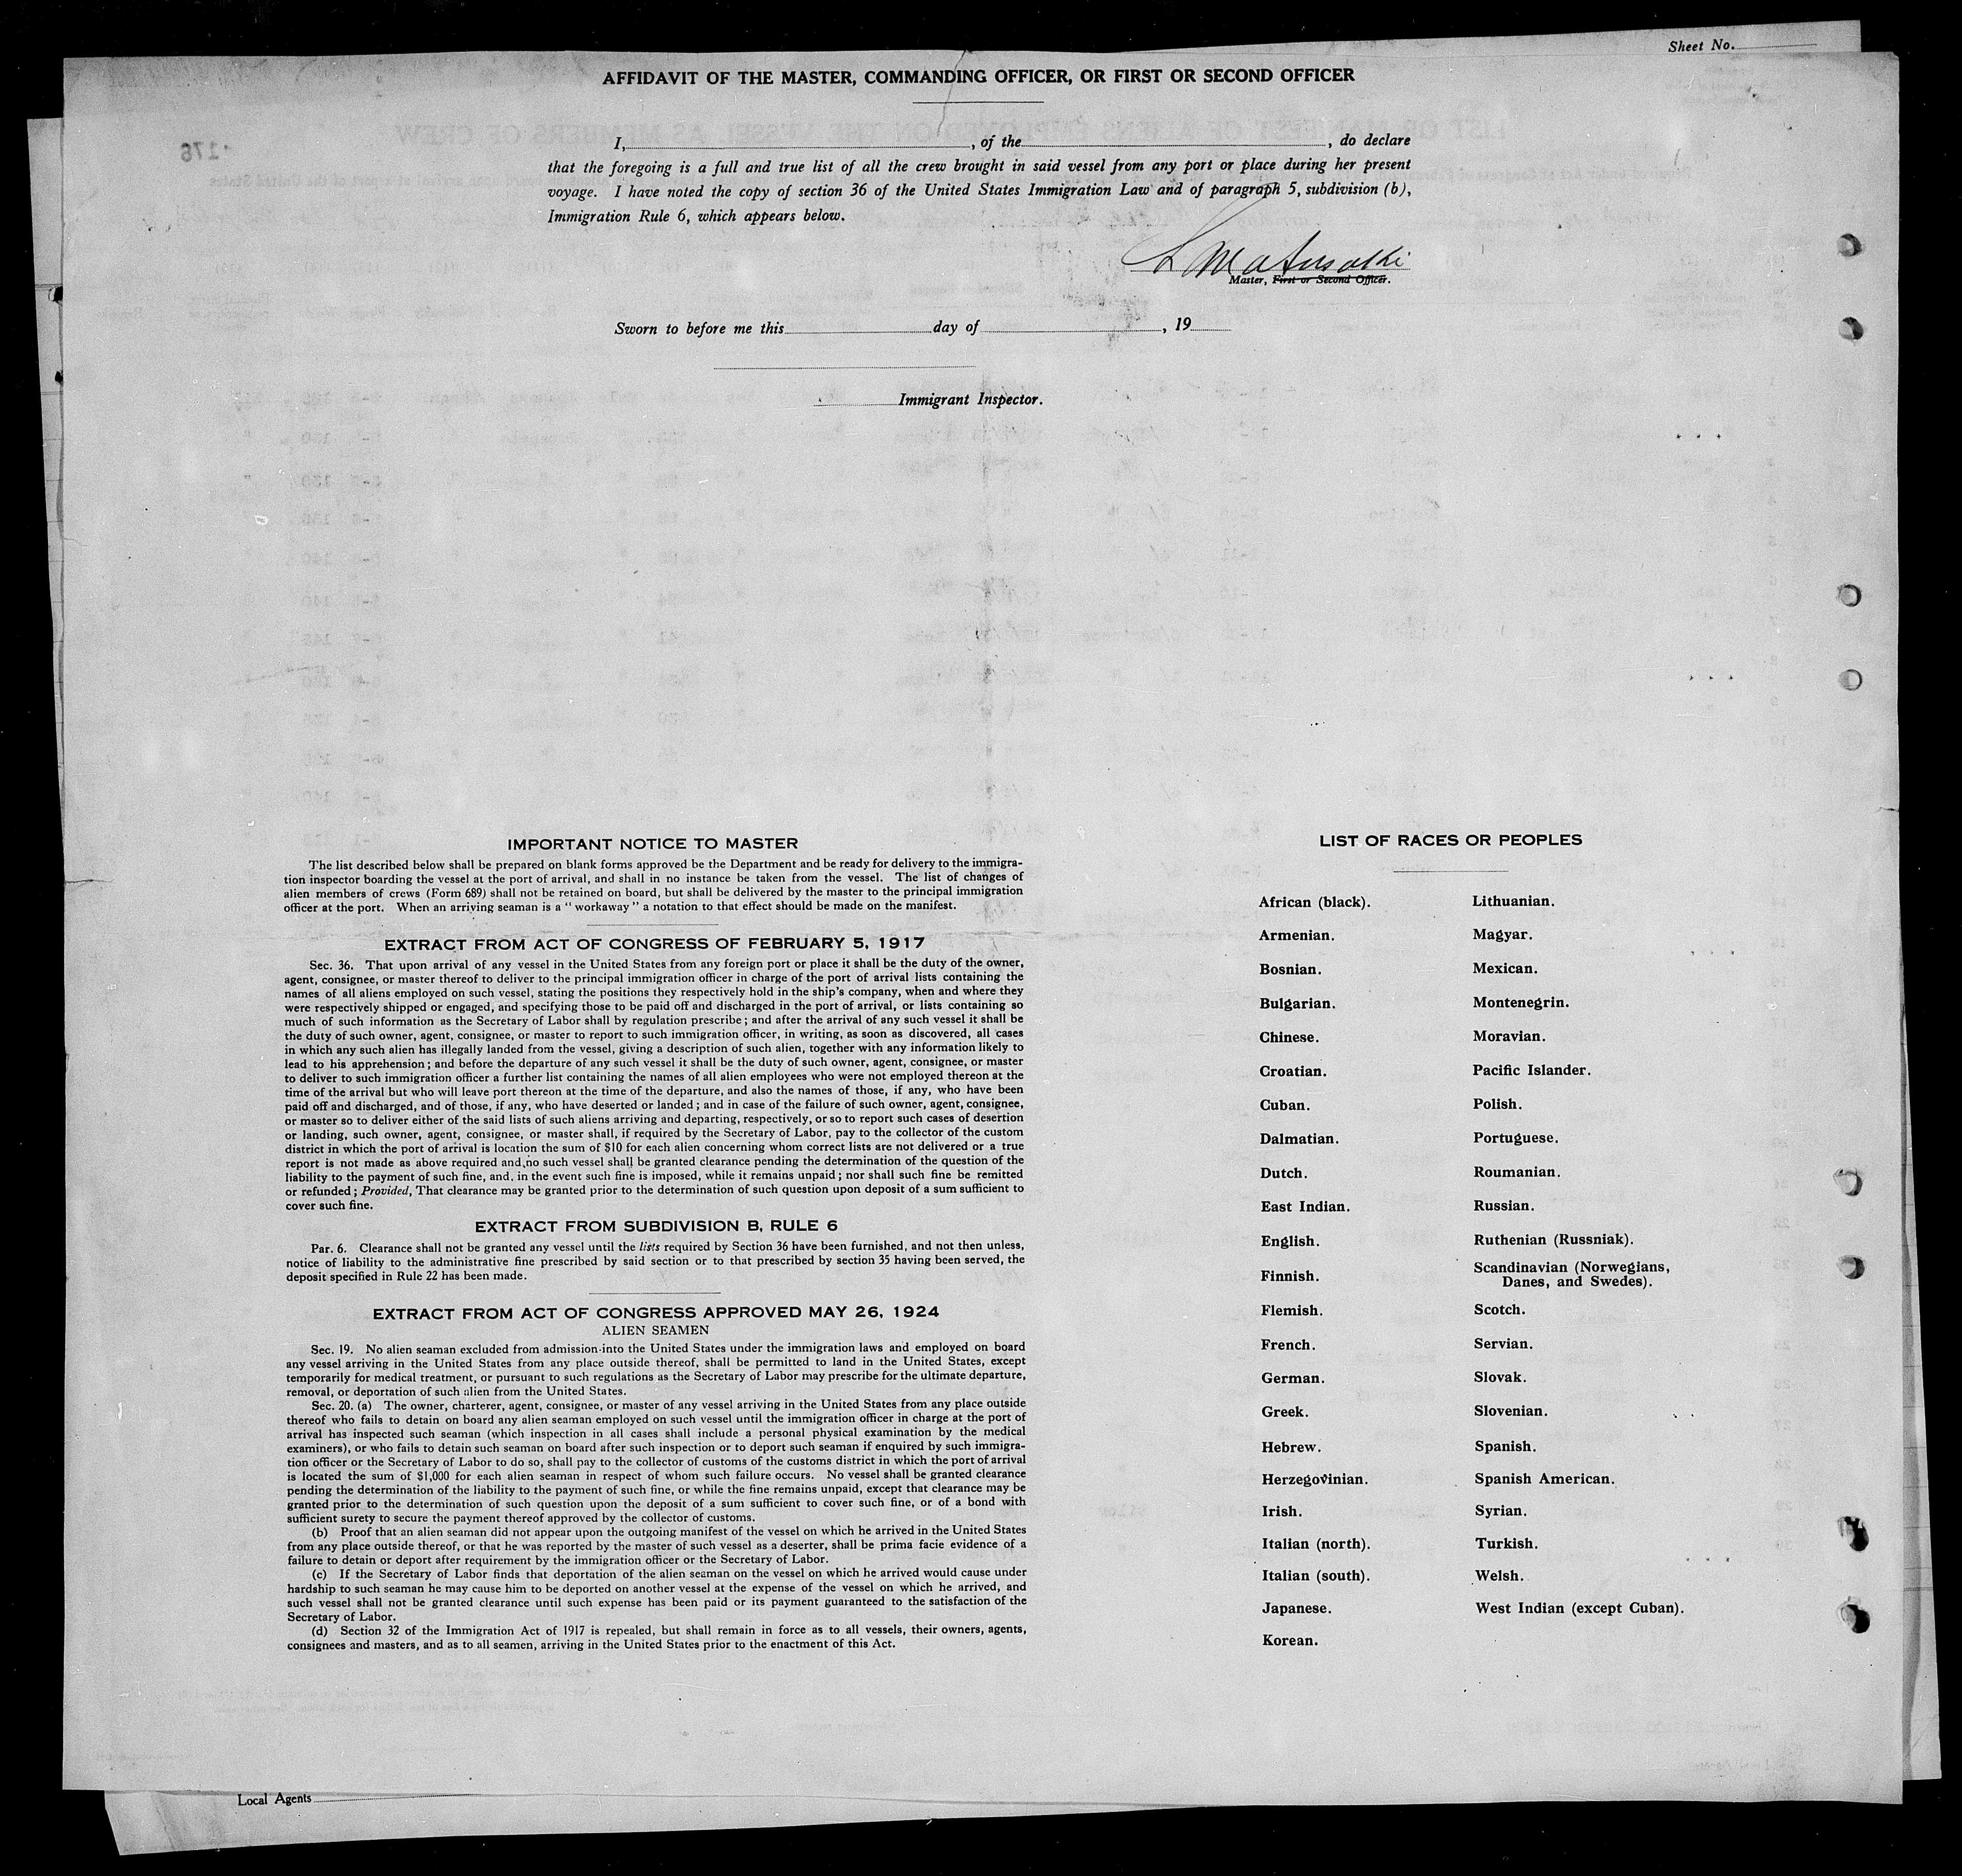 Sheet No.
AFFIDAVIT OF THE MASTER, COMMANDING OFFICER, OR FIRST OR SECOND OFFICER
I, , of the , do declare
that the foregoing is a full and true list of all the crew brought in said vessel from any port or place during her present
voyage. I have noted the copy of section 36 of the United States Immigration Law and of paragraph 5, subdivision (b),
Immigration Rule 6, which appears below.
Master, First or Second Officer.
Sworn to before me this day of , 19
Immigrant Inspector.
IMPORTANT NOTICE TO MASTER
The list described below shall be prepared on blank forms approved be the Department and be ready for delivery to the immigra-
tion inspector boarding the vessel at the port of arrival, and shall in no instance be taken from the vessel. The list of changes of
alien members of crews (Form 689) shall not be retained on board, but shall be delivered by the master to the principal immigration
officer at the port. When an arriving seaman is a "workaway" a notation to that effect should be made on the manifest.
EXTRACT FROM ACT OF CONGRESS OF FEBRUARY 5, 1917
Sec. 36. That upon arrival of any vessel in the United States from any foreign port or place it shall be the duty of the owner,
agent, consignee, or master thereof to deliver to the principal immigration officer in charge of the port of arrival lists containing the
names of all aliens employed on such vessel, stating the positions they respectively hold in the ship's company, when and where they
were respectively shipped or engaged, and specifying those to be paid off and discharged in the port of arrival, or lists containing so
much of such information as the Secretary of Labor shall by regulation prescribe; and after the arrival of any such vessel it shall be
the duty of such owner, agent, consignee, or master to report to such immigration officer, in writing, as soon as discovered, all cases
in which any such alien has illegally landed from the vessel, giving a description of such alien, together with any information likely to
lead to his apprehension; and before the departure of any such vessel it shall be the duty of such owner, agent, consignee, or master
to deliver to such immigration officer a further list containing the names of all alien employees who were not employed thereon at the
time of the arrival but who will leave port thereon at the time of the departure, and also the names of those, if any, who have been
paid off and discharged, and of those, if any, who have deserted or landed; and in case of the failure of such owner, agent, consignee,
or master so to deliver either of the said lists of such aliens arriving and departing, respectively, or so to report such cases of desertion
or landing, such owner, agent, consignee, or master shall, if required by the Secretary of Labor, pay to the collector of the custom
district in which the port of arrival is location the sum of $10 for each alien concerning whom correct lists are not delivered or a true
report is not made as above required and no such vessel shall be granted clearance pending the determination of the question of the
liability to the payment of such fine, and, in the event such fine is imposed, while it remains unpaid; nor shall such fine be remitted
or refunded; Provided, That clearance may be granted prior to the determination of such question upon deposit of a sum sufficient to
cover such fine.
EXTRACT FROM SUBDIVISION B, RULE 6
Par. 6. Clearance shall not be granted any vessel until the lists required by Section 36 have been furnished, and not then unless,
notice of liability to the administrative fine prescribed by said section or to that prescribed by section 35 having been served, the
deposit specified in Rule 22 has been made.
EXTRACT FROM ACT OF CONGRESS APPROVED MAY 26, 1924
ALIEN SEAMEN
Sec. 19. No alien seaman excluded from admission into the United States under the immigration laws and employed on board
any vessel arriving in the United States from any place outside thereof, shall be permitted to land in the United States, except
temporarily for medical treatment, or pursuant to such regulations as the Secretary of Labor may prescribe for the ultimate departure,
removal, or deportation of such alien from the United States.
Sec. 20. (a) The owner, charterer, agent, consignee, or master of any vessel arriving in the United States from any place outside
thereof who fails to detain on board any alien seaman employed on such vessel until the immigration officer in charge at the port of
arrival has inspected such seaman (which inspection in all cases shall include a personal physical examination by the medical
examiners), or who fails to detain such seaman on board after such inspection or to deport such seaman if enquired by such immigra-
tion officer or the Secretary of Labor to do so, shall pay to the collector of customs of the customs district in which the port of arrival
is located the sum of $1,000 for each alien seaman in respect of whom such failure occurs. No vessel shall be granted clearance
pending the determination of the liability to the payment of such fine, or while the fine remains unpaid, except that clearance may be
granted prior to the determination of such question upon the deposit of a sum sufficient to cover such fine, or of a bond with
sufficient surety to secure the payment thereof approved by the collector of customs.
(b) Proof that an alien seaman did not appear upon the outgoing manifest of the vessel on which he arrived in the United States
from any place outside thereof, or that he was reported by the master of such vessel as a deserter, shall be prima facie evidence of a
failure to detain or deport after requirement by the immigration officer or the Secretary of Labor.
(c) If the Secretary of Labor finds that deportation of the alien seaman on the vessel on which he arrived would cause under
hardship to such seaman he may cause him to be deported on another vessel at the expense of the vessel on which he arrived, and
such vessel shall not be granted clearance until such expense has been paid or its payment guaranteed to the satisfaction of the
Secretary of Labor.
(d) Section 32 of the Immigration Act of 1917 is repealed, but shall remain in force as to all vessels, their owners, agents,
consignees and masters, and as to all seamen, arriving in the United States prior to the enactment of this Act.
LIST OF RACES OR PEOPLES
African (black). Lithuanian.
Armenian. Magyar.
Bosnian. Mexican.
Bulgarian. Montenegrin.
Chinese. Moravian.
Croatian. Pacific Islander.
Cuban. Polish.
Dalmatian. Portuguese.
Dutch. Roumanian.
East Indian. Russian.
English. Ruthenian (Russniak).
Finnish. Scandinavian (Norwegians,
Danes, and Swedes).
Flemish. Scotch.
French. Servian.
German. Slovak.
Greek. Slovenian.
Hebrew. Spanish.
Herzegovinian. Spanish American.
Irish. Syrian.
Italian (north). Turkish.
Italian (south). Welsh.
Japanese. West Indian (except Cuban).
Korean.
Local Agents